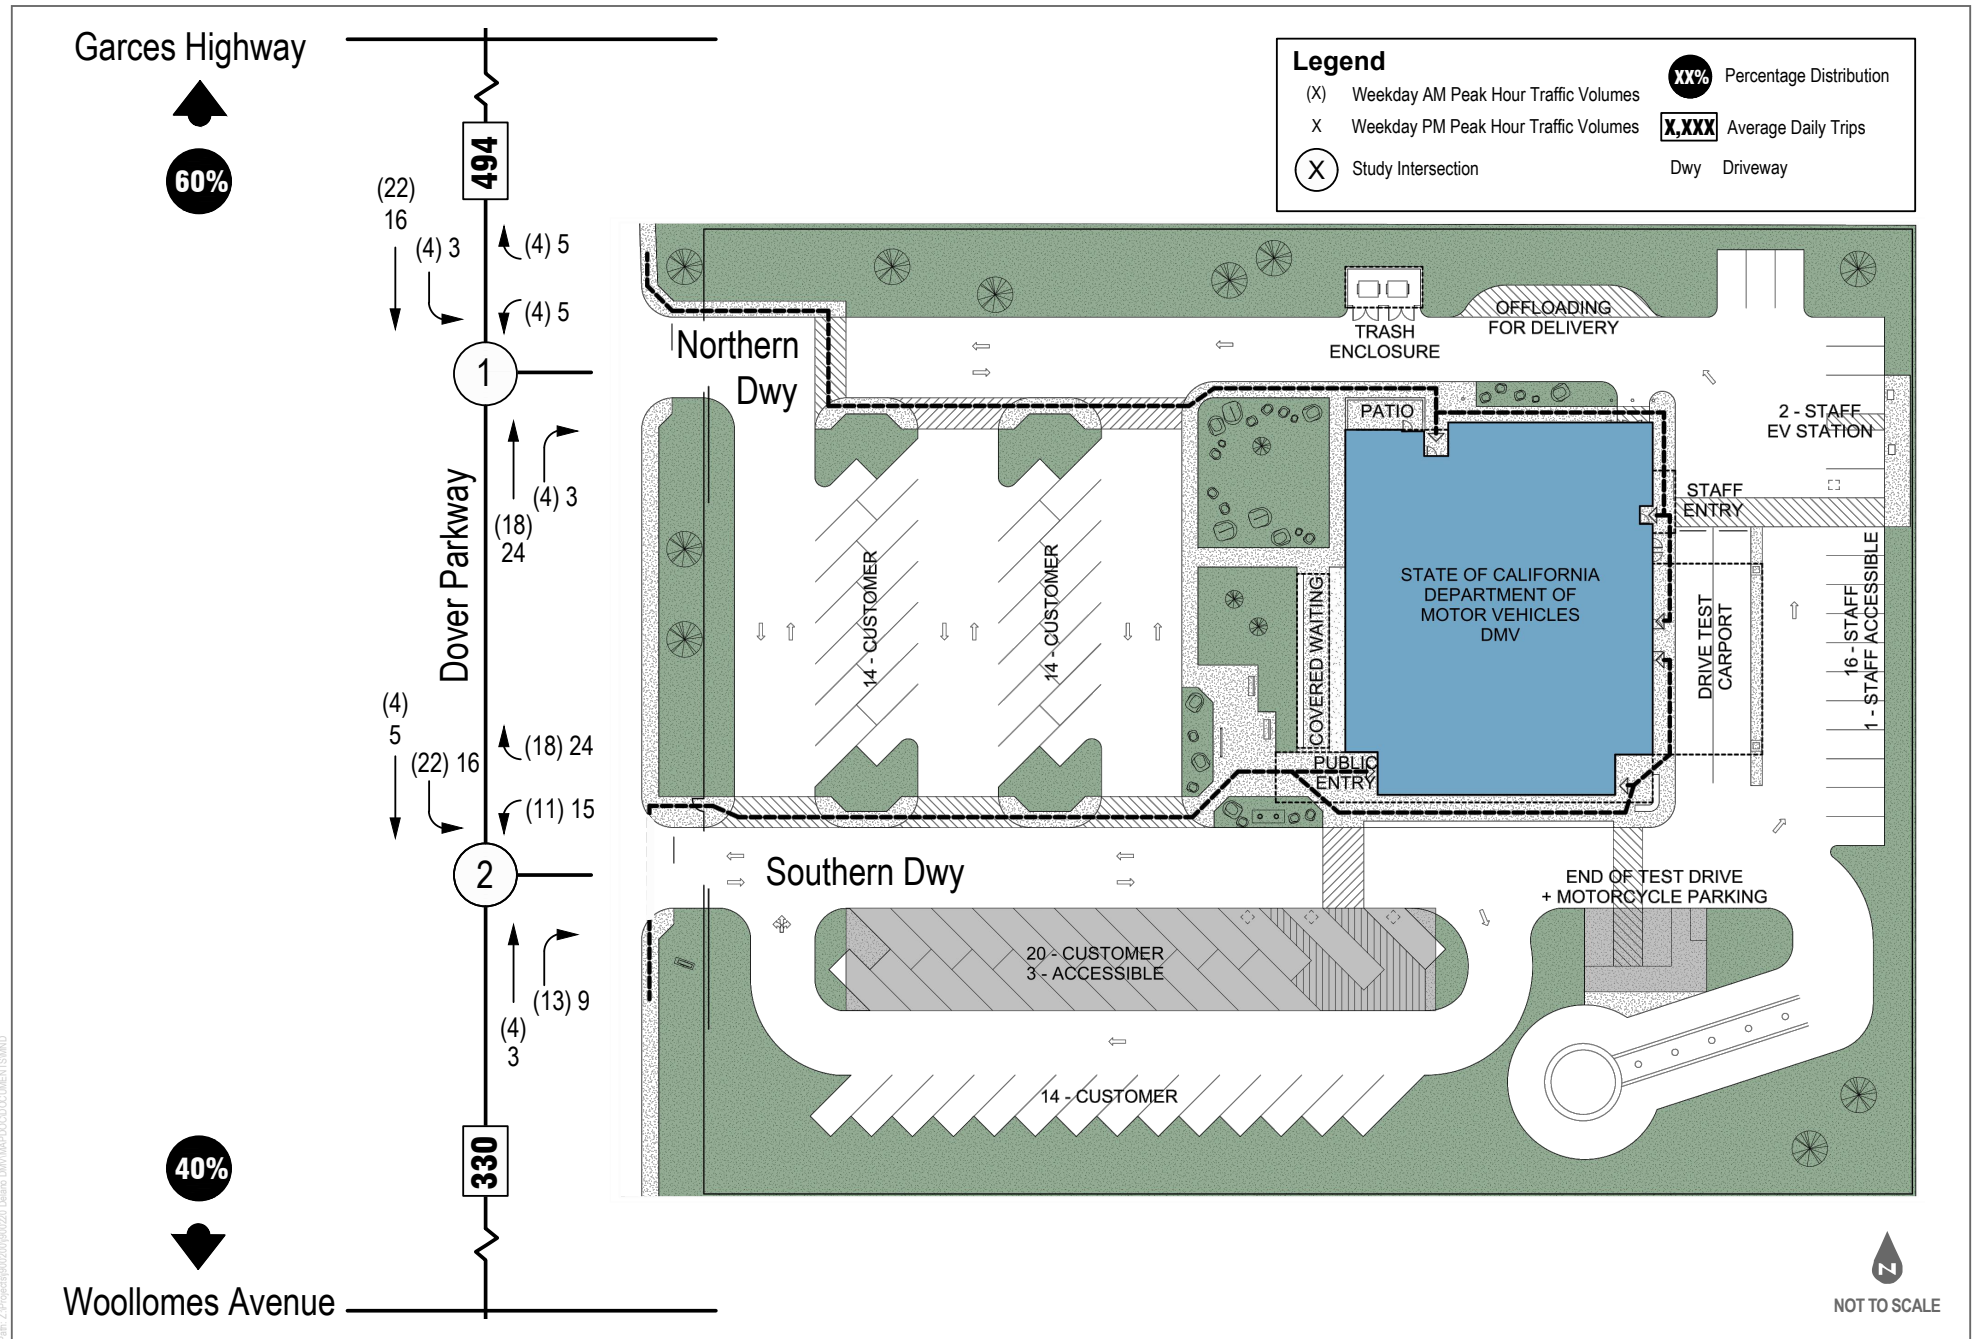 Garces Highway
60%
494
(22)
16
(4) 3
(4) 5
(4) 5
1
(18)
24
(4) 3
Dover Parkway
(4)
5
(22) 16
(18) 24
(11) 15
2
(4)
3
(13) 9
40%
330
Woollomes Avenue
Legend
(X) Weekday AM Peak Hour Traffic Volumes
X Weekday PM Peak Hour Traffic Volumes
X Study Intersection
XX% Percentage Distribution
X,XXX Average Daily Trips
Dwy Driveway
Northern
Dwy
TRASH
ENCLOSURE
OFFLOADING
FOR DELIVERY
PATIO
2 - STAFF
EV STATION
STAFF
ENTRY
14 - CUSTOMER
14 - CUSTOMER
COVERED WAITING
STATE OF CALIFORNIA
DEPARTMENT OF
MOTOR VEHICLES
DMV
DRIVE TEST
CARPORT
16 - STAFF
1 - STAFF ACCESSIBLE
PUBLIC
ENTRY
Southern Dwy
END OF TEST DRIVE
+ MOTORCYCLE PARKING
20 - CUSTOMER
3 - ACCESSIBLE
14 - CUSTOMER
N
NOT TO SCALE